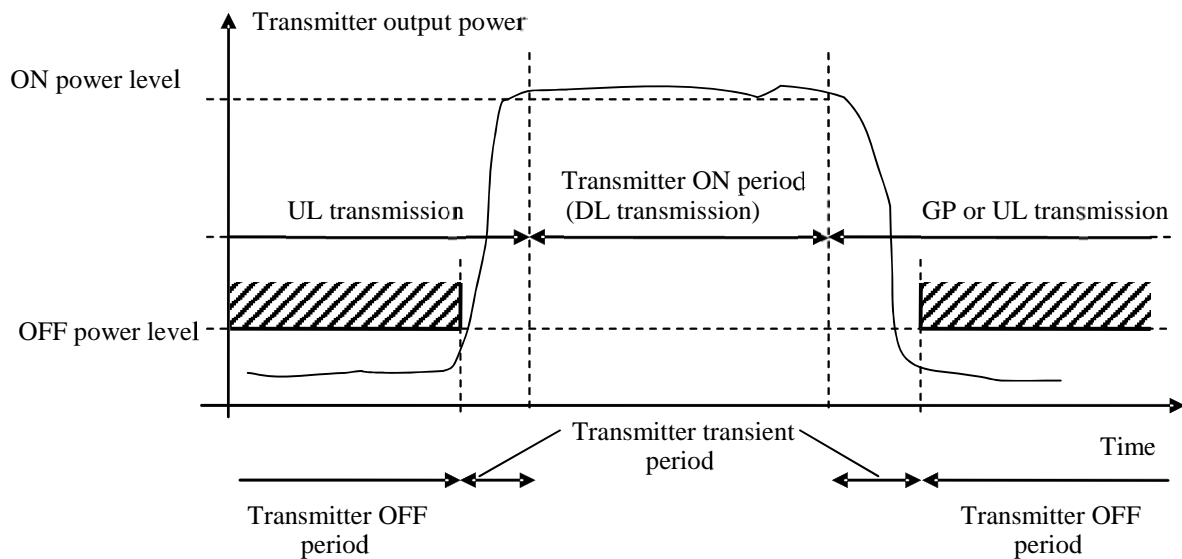 Transmitter output power
ON power level
Transmitter ON period
(DL transmission)
UL transmission
GP or UL transmission
OFF power level
Transmitter transient
period
Time
Transmitter OFF
period
Transmitter OFF
period